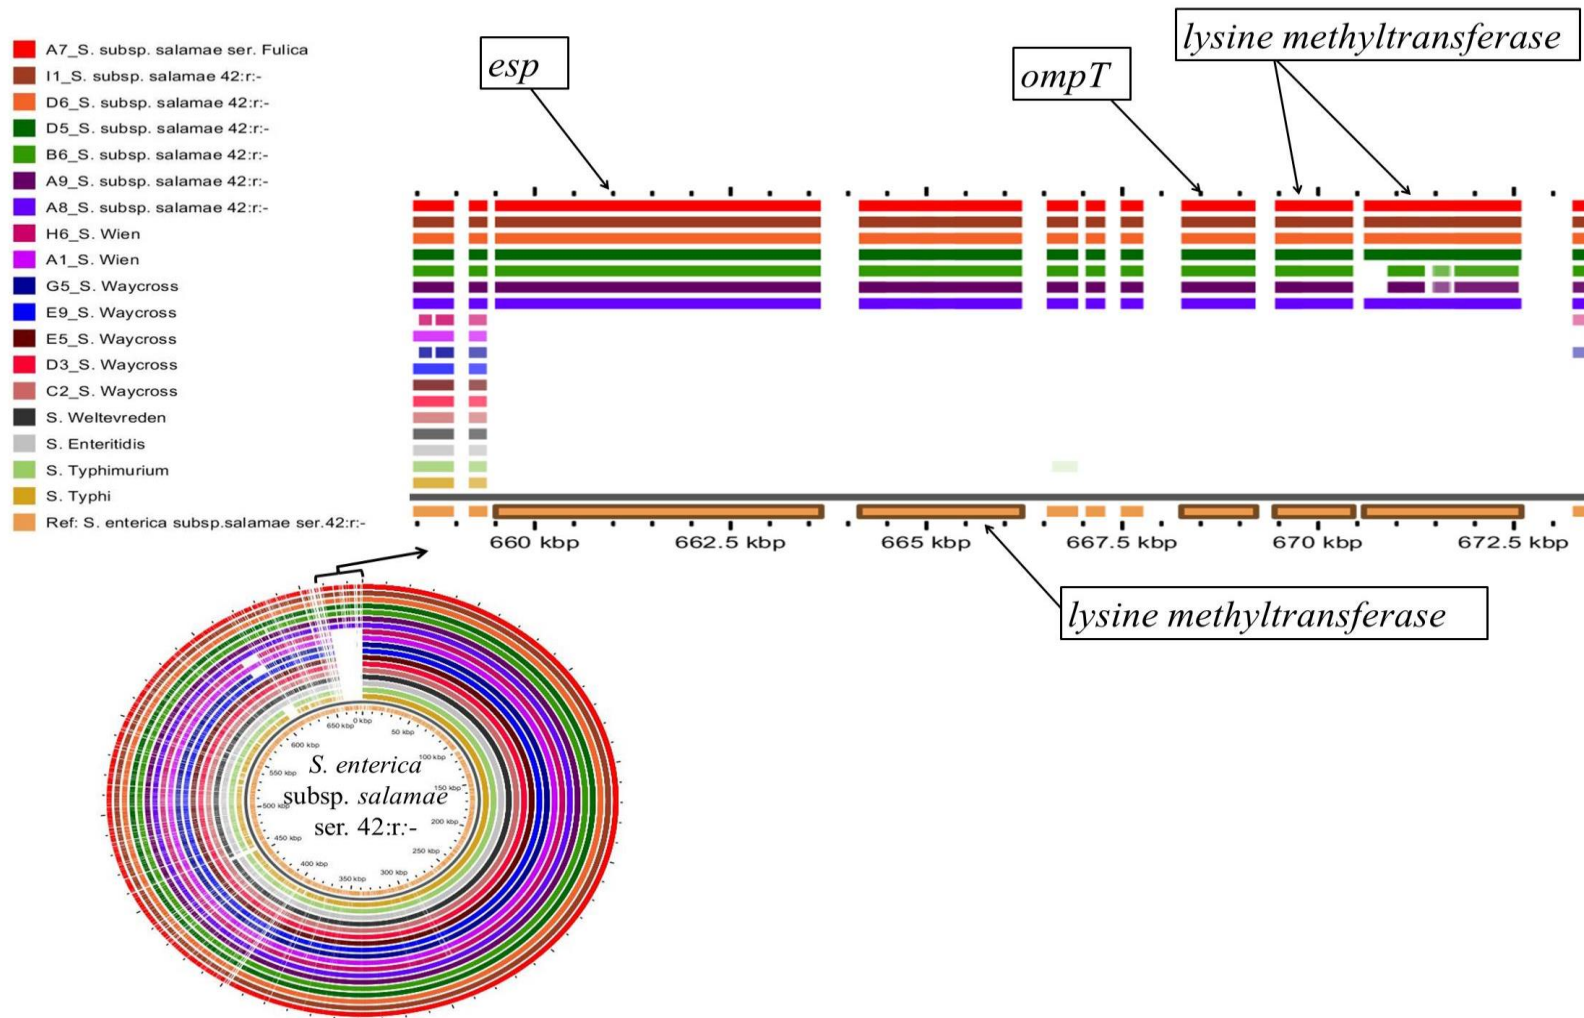 A7_S. subsp. salamae ser. Fulica
I1_S. subsp. salamae 42:r:-
D6_S. subsp. salamae 42:r:-
D5_S. subsp. salamae 42:r:-
B6_S. subsp. salamae 42:r:-
A9_S. subsp. salamae 42:r:-
A8_S. subsp. salamae 42:r:-
H6_S. Wien
A1_S. Wien
G5_S. Waycross
E9_S. Waycross
E5_S. Waycross
D3_S. Waycross
C2_S. Waycross
S. Weltevreden
S. Enteritidis
S. Typhimurium
S. Typhi
Ref: S. enterica subsp.salamae ser.42:r:-
esp
ompT
lysine methyltransferase
660 kbp
662.5 kbp
665 kbp
667.5 kbp
670 kbp
672.5 kbp
lysine methyltransferase
0 kbp
50 kbp
100 kbp
150 kbp
200 kbp
250 kbp
300 kbp
350 kbp
400 kbp
450 kbp
500 kbp
550 kbp
600 kbp
650 kbp
S. enterica
subsp. salamae
ser. 42:r:-